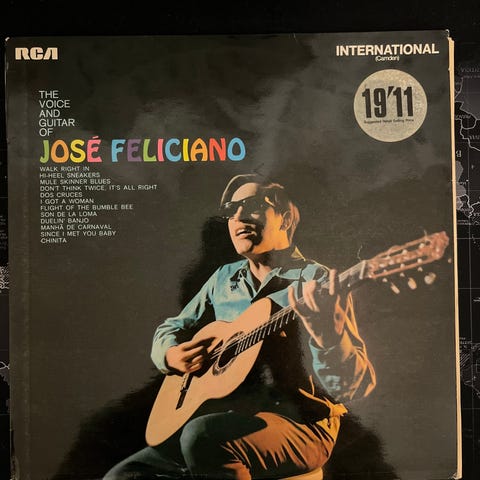 RCA
INTERNATIONAL
(Camden)
19'11
Suggested Retail Selling Price
THE
VOICE
AND
GUITAR
OF
JOSÉ FELICIANO
WALK RIGHT IN
HI-HEEL SNEAKERS
MULE SKINNER BLUES
DON'T THINK TWICE, IT'S ALL RIGHT
DOS CRUCES
I GOT A WOMAN
FLIGHT OF THE BUMBLE BEE
SON DE LA LOMA
DUELIN' BANJO
MANHÃ DE CARNAVAL
SINCE I MET YOU BABY
CHINITA